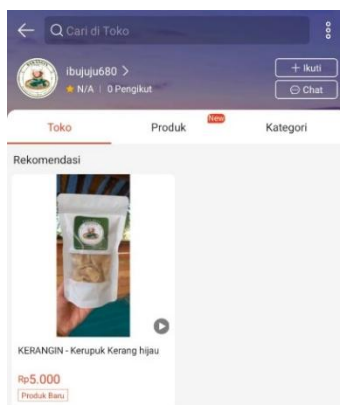 Cari di Toko
ibujuju680 >
N/A | 0 Pengikut
+ Ikuti
Chat
Toko
Produk
New
Kategori
Rekomendasi
KERANGIN - Kerupuk Kerang hijau
Rp5.000
Produk Baru